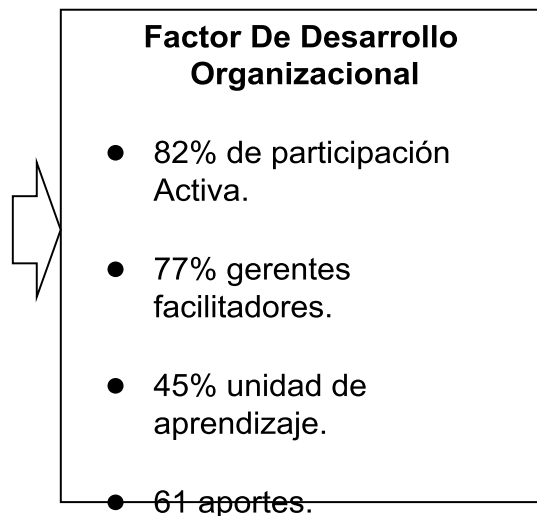 Factor De Desarrollo
Organizacional
● 82% de participación
Activa.
● 77% gerentes
facilitadores.
● 45% unidad de
aprendizaje.
● 61 aportes.